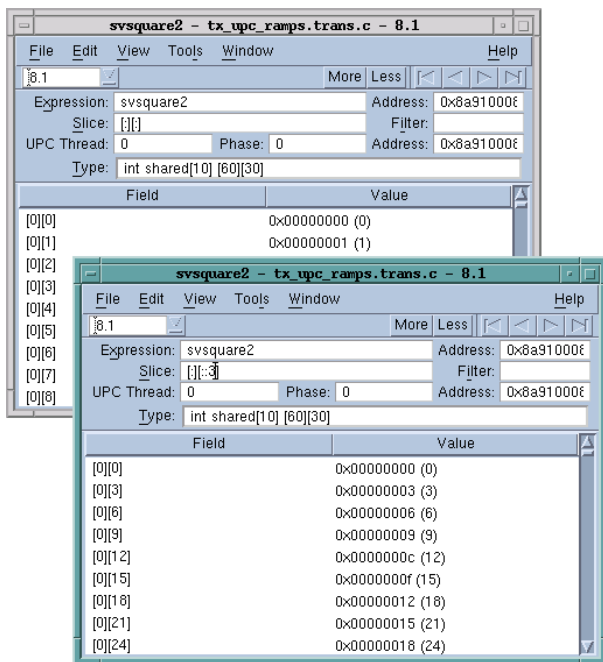 svsquare2 - tx_upc_ramps.trans.c - 8.1
File Edit View Tools Window Help
8.1 More Less
Expression: svsquare2 Address: 0x8a910008
Slice: [:][:] Filter:
UPC Thread: 0 Phase: 0 Address: 0x8a910008
Type: int shared[10] [60][30]
Field Value
[0][0] 0x00000000 (0)
[0][1] 0x00000001 (1)
[0][2]
[0][3]
[0][4]
[0][5]
[0][6]
[0][7]
[0][8]
svsquare2 - tx_upc_ramps.trans.c - 8.1
File Edit View Tools Window Help
8.1 More Less
Expression: svsquare2 Address: 0x8a910008
Slice: [:][::3] Filter:
UPC Thread: 0 Phase: 0 Address: 0x8a910008
Type: int shared[10] [60][30]
Field Value
[0][0] 0x00000000 (0)
[0][3] 0x00000003 (3)
[0][6] 0x00000006 (6)
[0][9] 0x00000009 (9)
[0][12] 0x0000000c (12)
[0][15] 0x0000000f (15)
[0][18] 0x00000012 (18)
[0][21] 0x00000015 (21)
[0][24] 0x00000018 (24)